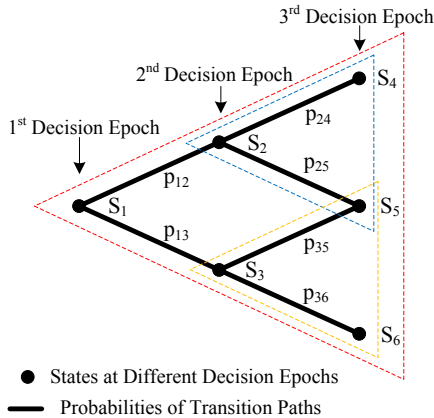 3rd Decision Epoch
2nd Decision Epoch
1st Decision Epoch
S4
p24
S2
p25
p12
S1
S5
p13
p35
S3
p36
S6
States at Different Decision Epochs
Probabilities of Transition Paths